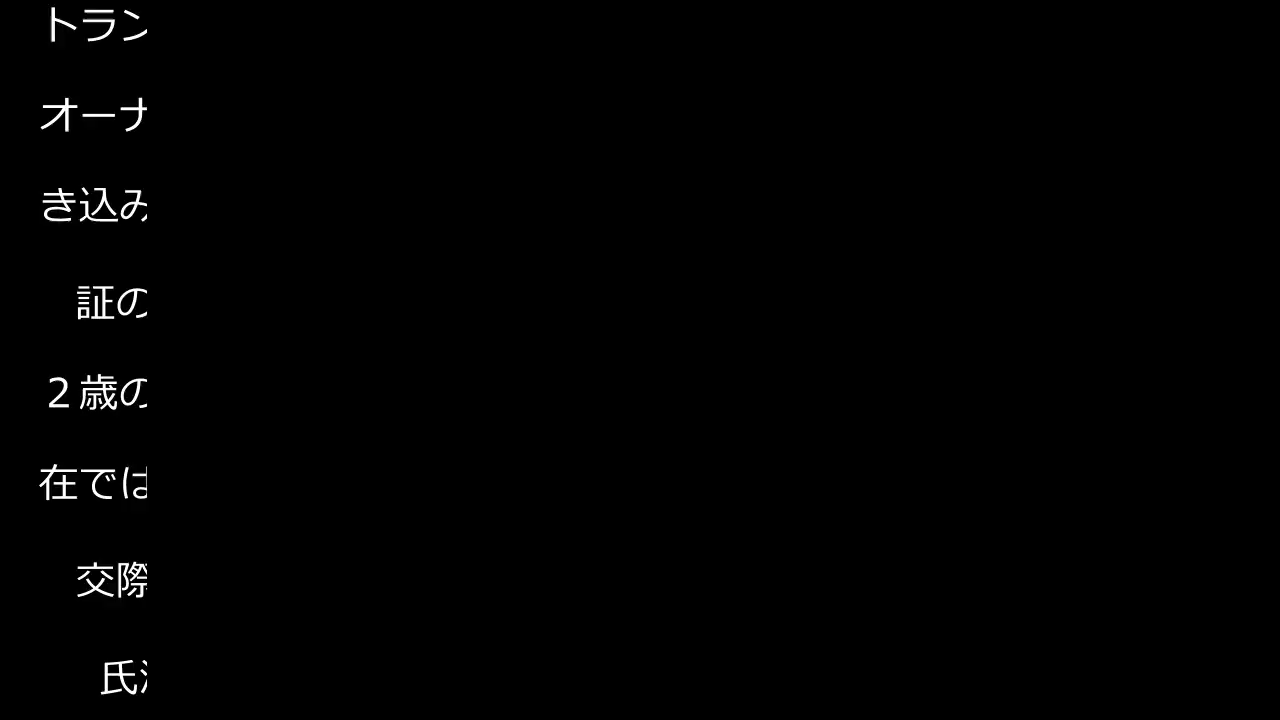 トラン
オーナ
き込み
証の
２歳の
在では
交際
氏